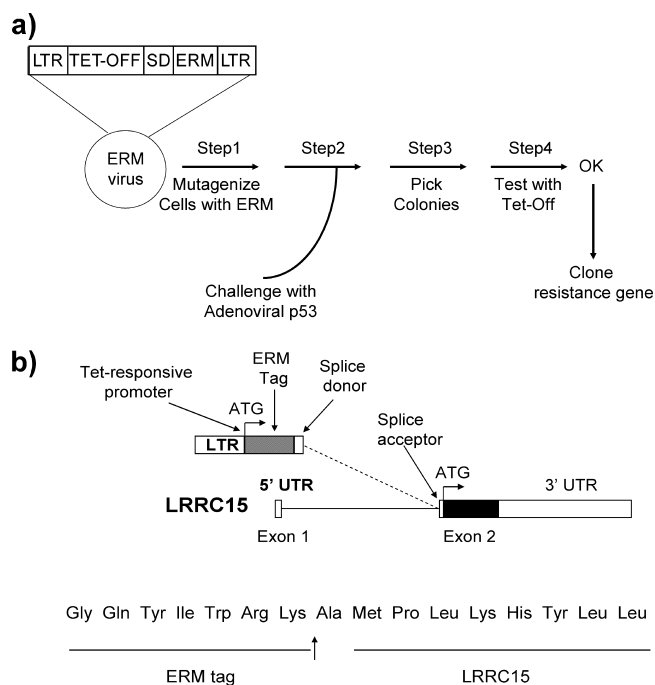 a)
LTR TET-OFF SD ERM LTR
ERM
virus
Step1
Mutagenize
Cells with ERM
Step2
Challenge with
Adenoviral p53
Step3
Pick
Colonies
Step4
Test with
Tet-Off
OK
Clone
resistance gene
b)
Tet-responsive
promoter
ERM
Tag
Splice
donor
ATG
LTR
Splice
acceptor
ATG
5' UTR
3' UTR
LRRC15
Exon 1
Exon 2
Gly Gln Tyr Ile Trp Arg Lys Ala Met Pro Leu Lys His Tyr Leu Leu
ERM tag
LRRC15